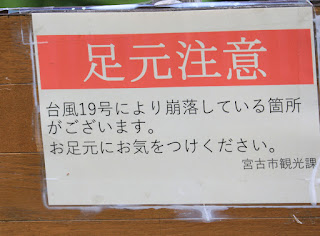 足元注意
台風19号により崩落している箇所
がございます。
お足元にお気をつけください。
宮古市観光課